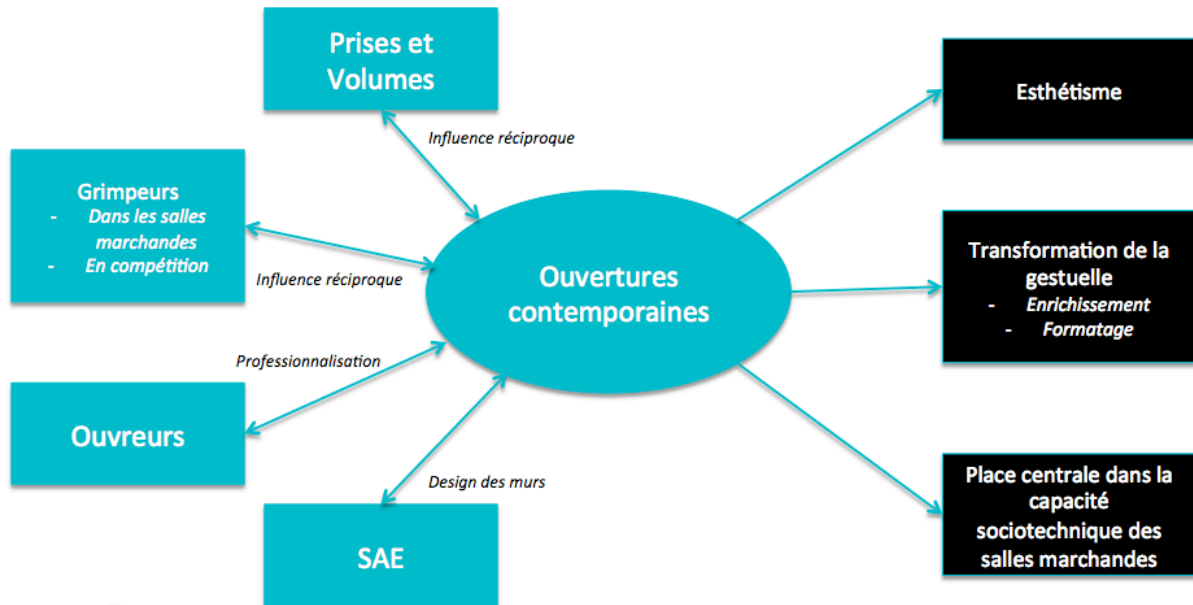 Prises et
Volumes
Influence réciproque
Grimpeurs
- Dans les salles
marchandes
- En compétition
Influence réciproque
Professionnalisation
Ouvreurs
Design des murs
SAE
Ouvertures
contemporaines
Esthétisme
Transformation de la
gestuelle
- Enrichissement
- Formatage
Place centrale dans la
capacité
sociotechnique des
salles marchandes